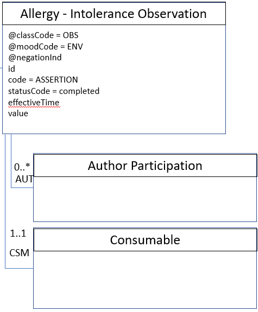 Allergy - Intolerance Observation
@classCode = OBS
@moodCode = ENV
@negationInd
id
code = ASSERTION
statusCode = completed
effectiveTime
value
0..*
AUT
Author Participation
1..1
CSM
Consumable